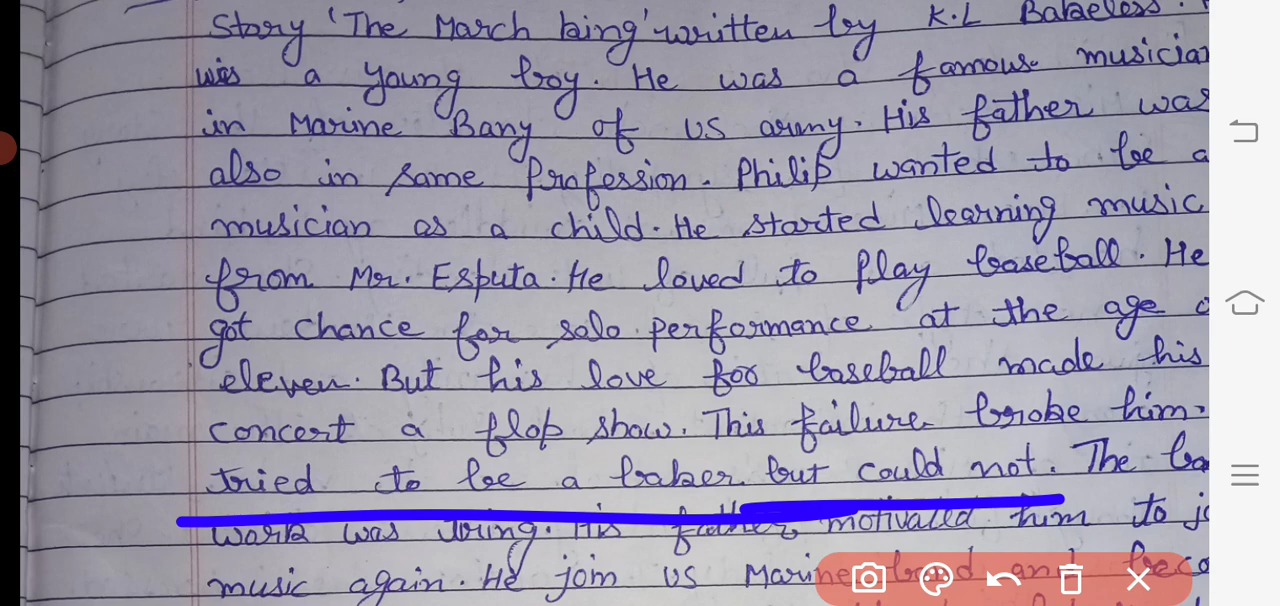 Story 'The March king' written by K.L Bakeless.
was a young boy. He was a famous musician
in Marine Bany of US army. His father was
also in same profession. Philip wanted to be a
musician as a child. He started learning music
from Mr. Esputa. He loved to play baseball. He
got chance for solo performance at the age o
eleven. But his love for baseball made his
concert a flop show. This failure broke him.
tried to be a baker but could not. The ba
work was tring. His father motivated him to jo
music again. He join US Marine band and beco